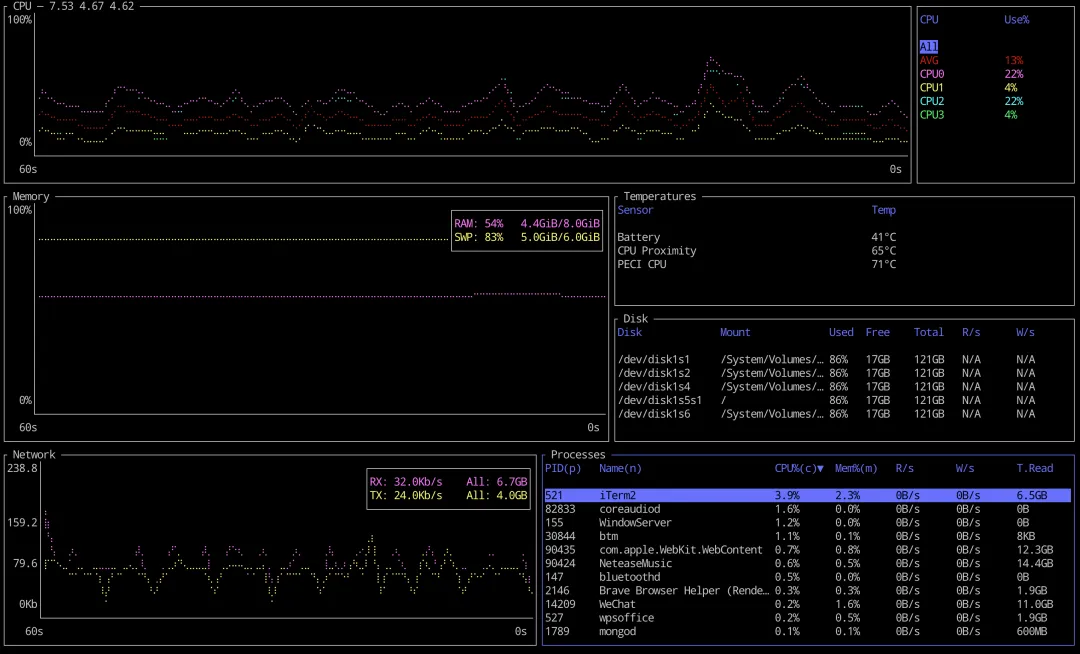 CPU — 7.53 4.67 4.62
100%
0%
60s 0s
CPU Use%
All
AVG 13%
CPU0 22%
CPU1 4%
CPU2 22%
CPU3 4%
Memory
100%
RAM: 54% 4.4GiB/8.0GiB
SWP: 83% 5.0GiB/6.0GiB
0%
60s 0s
Temperatures
Sensor Temp
Battery 41°C
CPU Proximity 65°C
PECI CPU 71°C
Disk
Disk Mount Used Free Total R/s W/s
/dev/disk1s1 /System/Volumes/… 86% 17GB 121GB N/A N/A
/dev/disk1s2 /System/Volumes/… 86% 17GB 121GB N/A N/A
/dev/disk1s4 /System/Volumes/… 86% 17GB 121GB N/A N/A
/dev/disk1s5s1 / 86% 17GB 121GB N/A N/A
/dev/disk1s6 /System/Volumes/… 86% 17GB 121GB N/A N/A
Network
238.8
RX: 32.0Kb/s All: 6.7GB
TX: 24.0Kb/s All: 4.0GB
159.2
79.6
0Kb
60s 0s
Processes
PID(p) Name(n) CPU%(c)▼ Mem%(m) R/s W/s T.Read
521 iTerm2 3.9% 2.3% 0B/s 0B/s 6.5GB
82833 coreaudiod 1.6% 0.0% 0B/s 0B/s 0B
155 WindowServer 1.2% 0.0% 0B/s 0B/s 0B
30844 btm 1.1% 0.1% 0B/s 0B/s 8KB
90435 com.apple.WebKit.WebContent 0.7% 0.8% 0B/s 0B/s 12.3GB
90424 NeteaseMusic 0.6% 0.5% 0B/s 0B/s 14.4GB
147 bluetoothd 0.5% 0.0% 0B/s 0B/s 0B
2146 Brave Browser Helper (Rende… 0.3% 0.3% 0B/s 0B/s 1.9GB
14209 WeChat 0.2% 1.6% 0B/s 0B/s 11.0GB
527 wpsoffice 0.2% 0.5% 0B/s 0B/s 1.9GB
1789 mongod 0.1% 0.1% 0B/s 0B/s 600MB